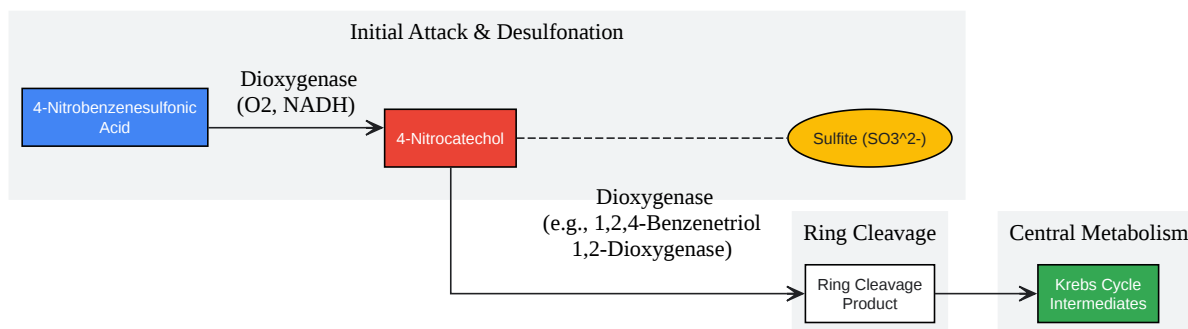 Initial Attack & Desulfonation
Dioxygenase
(O2, NADH)
4-Nitrobenzenesulfonic
Acid
4-Nitrocatechol
Sulfite (SO3^2-)
Dioxygenase
(e.g., 1,2,4-Benzenetriol
1,2-Dioxygenase)
Ring Cleavage
Ring Cleavage
Product
Central Metabolism
Krebs Cycle
Intermediates